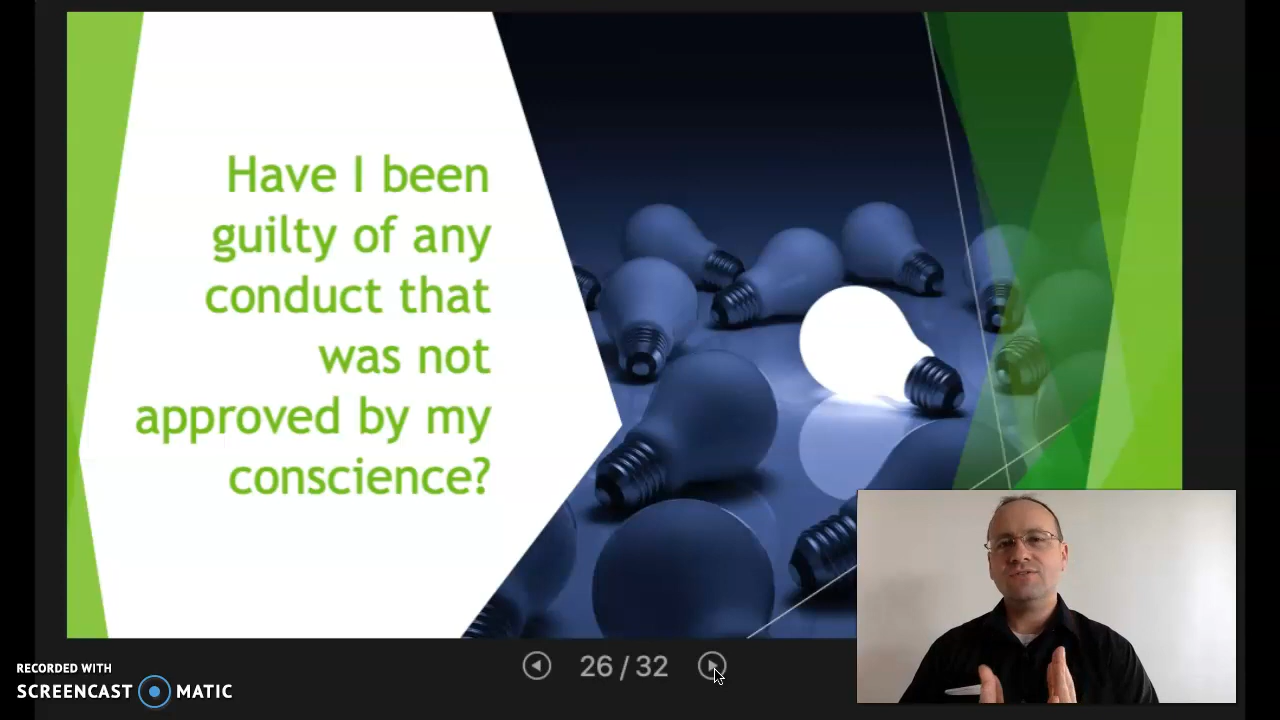 Have I been
guilty of any
conduct that
was not
approved by my
conscience?
26 / 32
RECORDED WITH
SCREENCAST MATIC